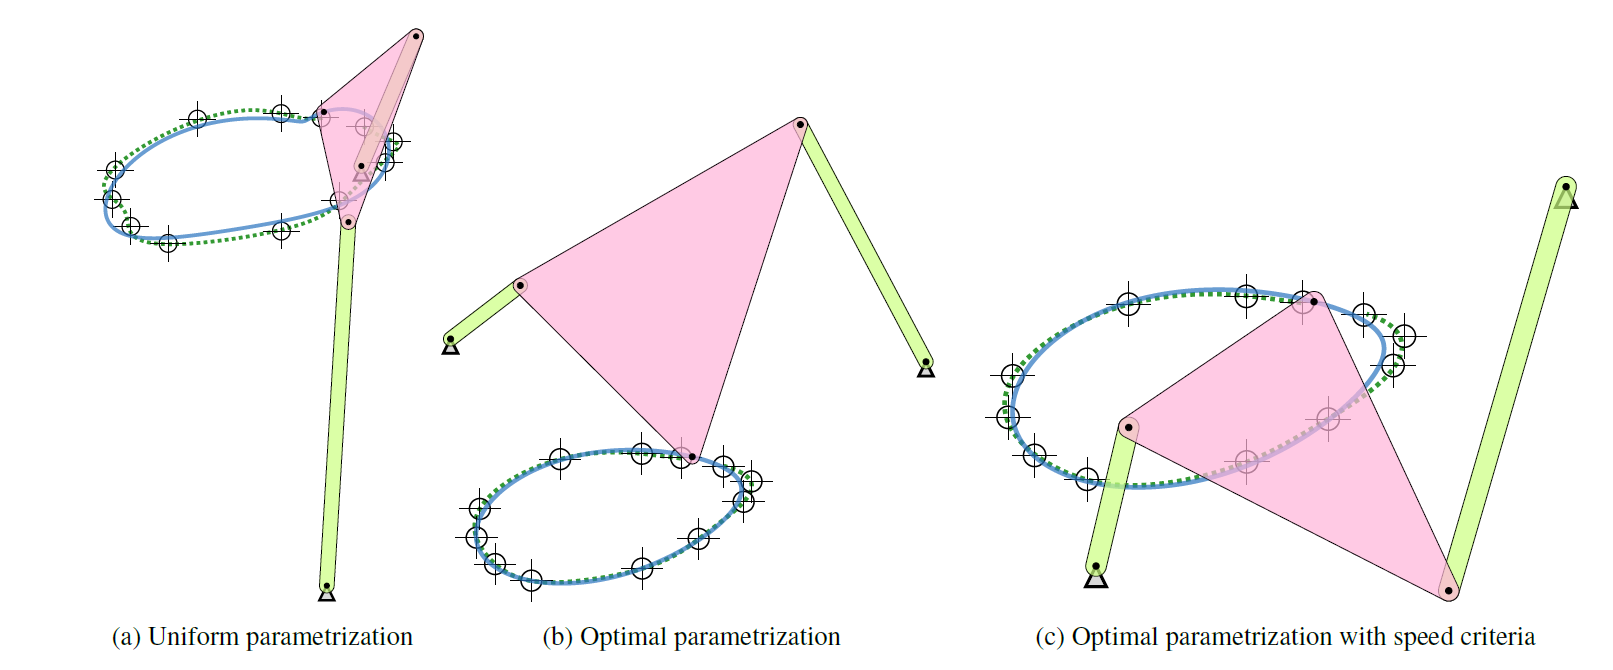 (a) Uniform parametrization
(b) Optimal parametrization
(c) Optimal parametrization with speed criteria